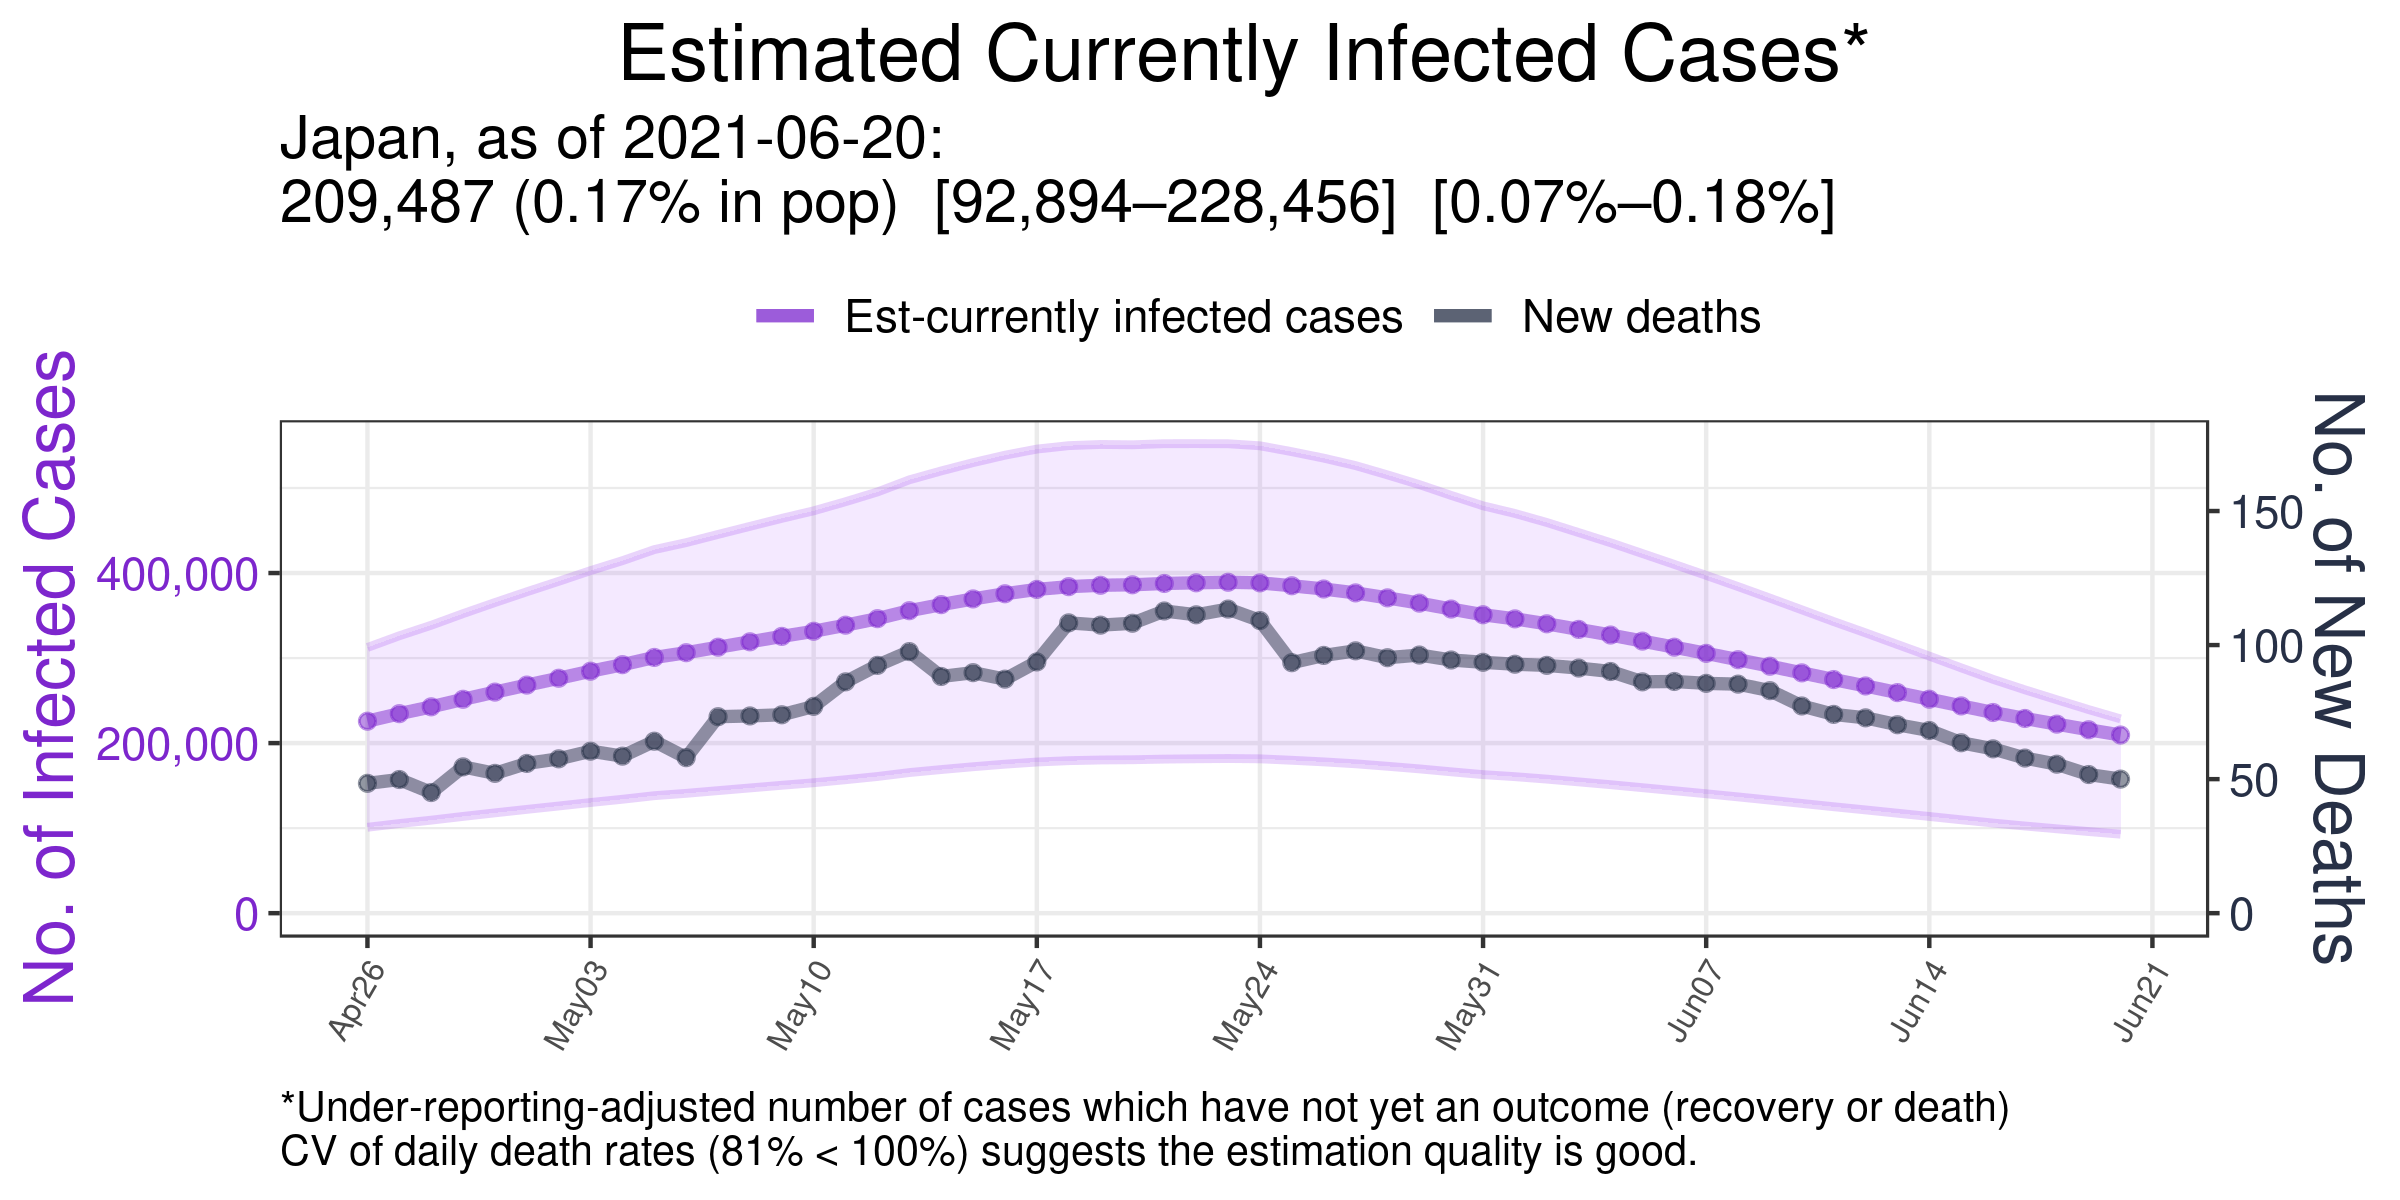 Estimated Currently Infected Cases*
Japan, as of 2021-06-20:
209,487 (0.17% in pop)  [92,894–228,456]  [0.07%–0.18%]
Est-currently infected cases
New deaths
No. of Infected Cases
400,000
200,000
0
150
100
50
0
No. of New Deaths
Apr26
May03
May10
May17
May24
May31
Jun07
Jun14
Jun21
*Under-reporting-adjusted number of cases which have not yet an outcome (recovery or death)
CV of daily death rates (81% < 100%) suggests the estimation quality is good.